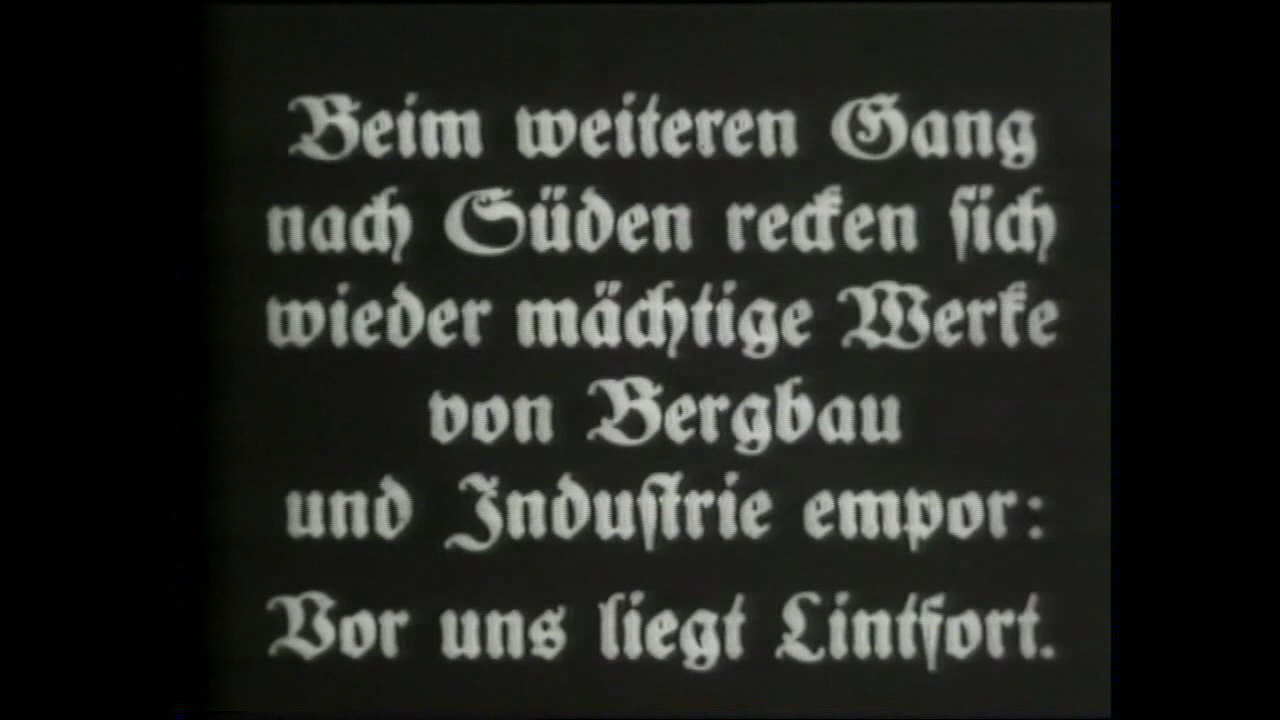 Beim weiteren Gang
nach Süden recken sich
wieder mächtige Werke
von Bergbau
und Industrie empor:
Vor uns liegt Lintfort.